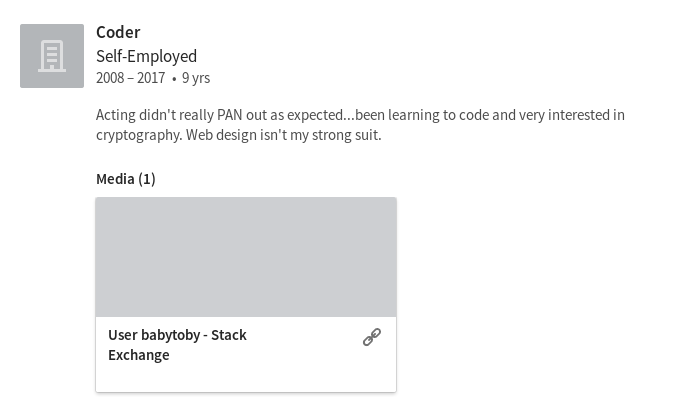 Coder
Self-Employed
2008 – 2017 • 9 yrs
Acting didn't really PAN out as expected...been learning to code and very interested in
cryptography. Web design isn't my strong suit.
Media (1)
User babytoby - Stack
Exchange